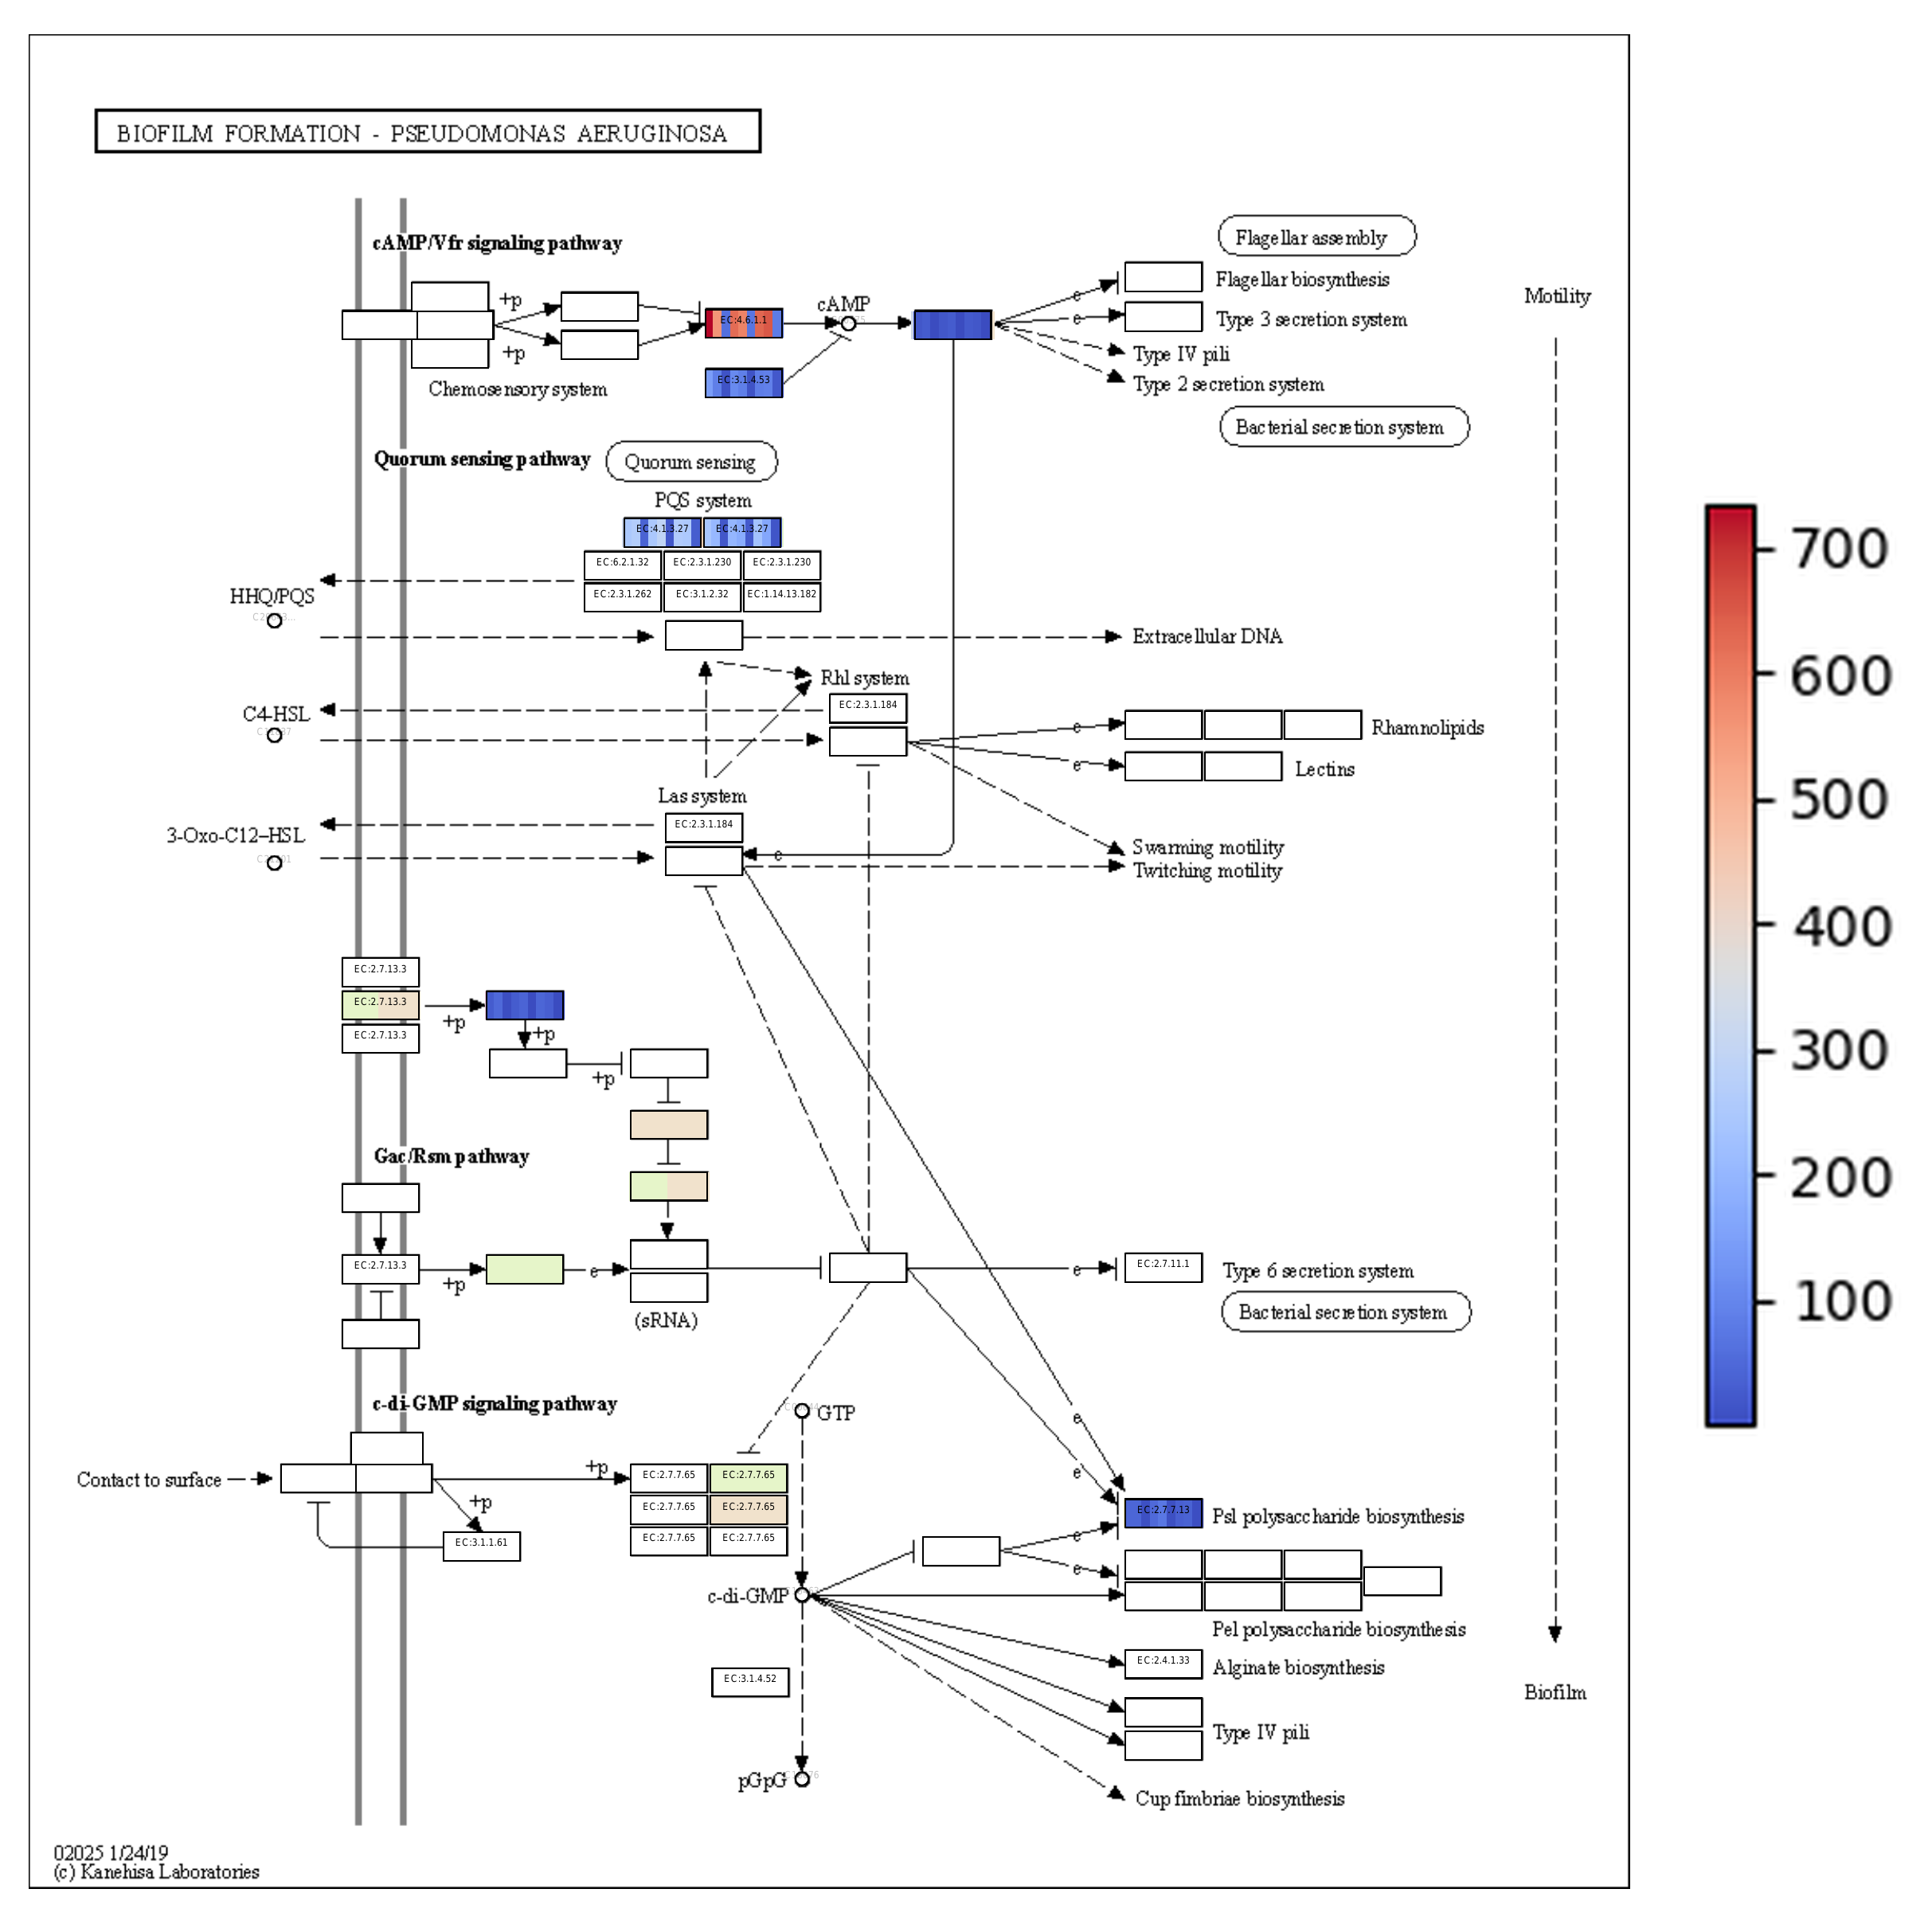 BIOFILM FORMATION - PSEUDOMONAS AERUGINOSA
cAMP/Vfr signaling pathway
Flagellar assembly
+p
cAMP
e
Flagellar biosynthesis
Motility
EC:4.6.1.1
e
Type 3 secretion system
+p
Type IV pili
Chemosensory system
EC:3.1.4.53
Type 2 secretion system
Bacterial secretion system
Quorum sensing pathway
Quorum sensing
PQS system
EC:4.1.3.27 EC:4.1.3.27
EC:6.2.1.32 EC:2.3.1.230 EC:2.3.1.230
HHQ/PQS
EC:2.3.1.262 EC:3.1.2.32 EC:1.14.13.182
Extracellular DNA
Rhl system
C4-HSL
EC:2.3.1.184
e
Rhamnolipids
e
Lectins
Las system
3-Oxo-C12-HSL
EC:2.3.1.184
e
Swarming motility
Twitching motility
EC:2.7.13.3
EC:2.7.13.3
+p
EC:2.7.13.3
+p
+p
Gac/Rsm pathway
EC:2.7.13.3
+p
e
e
EC:2.7.11.1
Type 6 secretion system
(sRNA)
Bacterial secretion system
c-di-GMP signaling pathway
GTP
e
Contact to surface
+p
e
EC:2.7.7.65 EC:2.7.7.65
+p
EC:2.7.7.65 EC:2.7.7.65
EC:2.7.7.13
Psl polysaccharide biosynthesis
EC:3.1.1.61
EC:2.7.7.65 EC:2.7.7.65
e
e
c-di-GMP
Pel polysaccharide biosynthesis
EC:2.4.1.33
Alginate biosynthesis
EC:3.1.4.52
Biofilm
Type IV pili
pGpG
Cup fimbriae biosynthesis
02025 1/24/19
(c) Kanehisa Laboratories
700
600
500
400
300
200
100